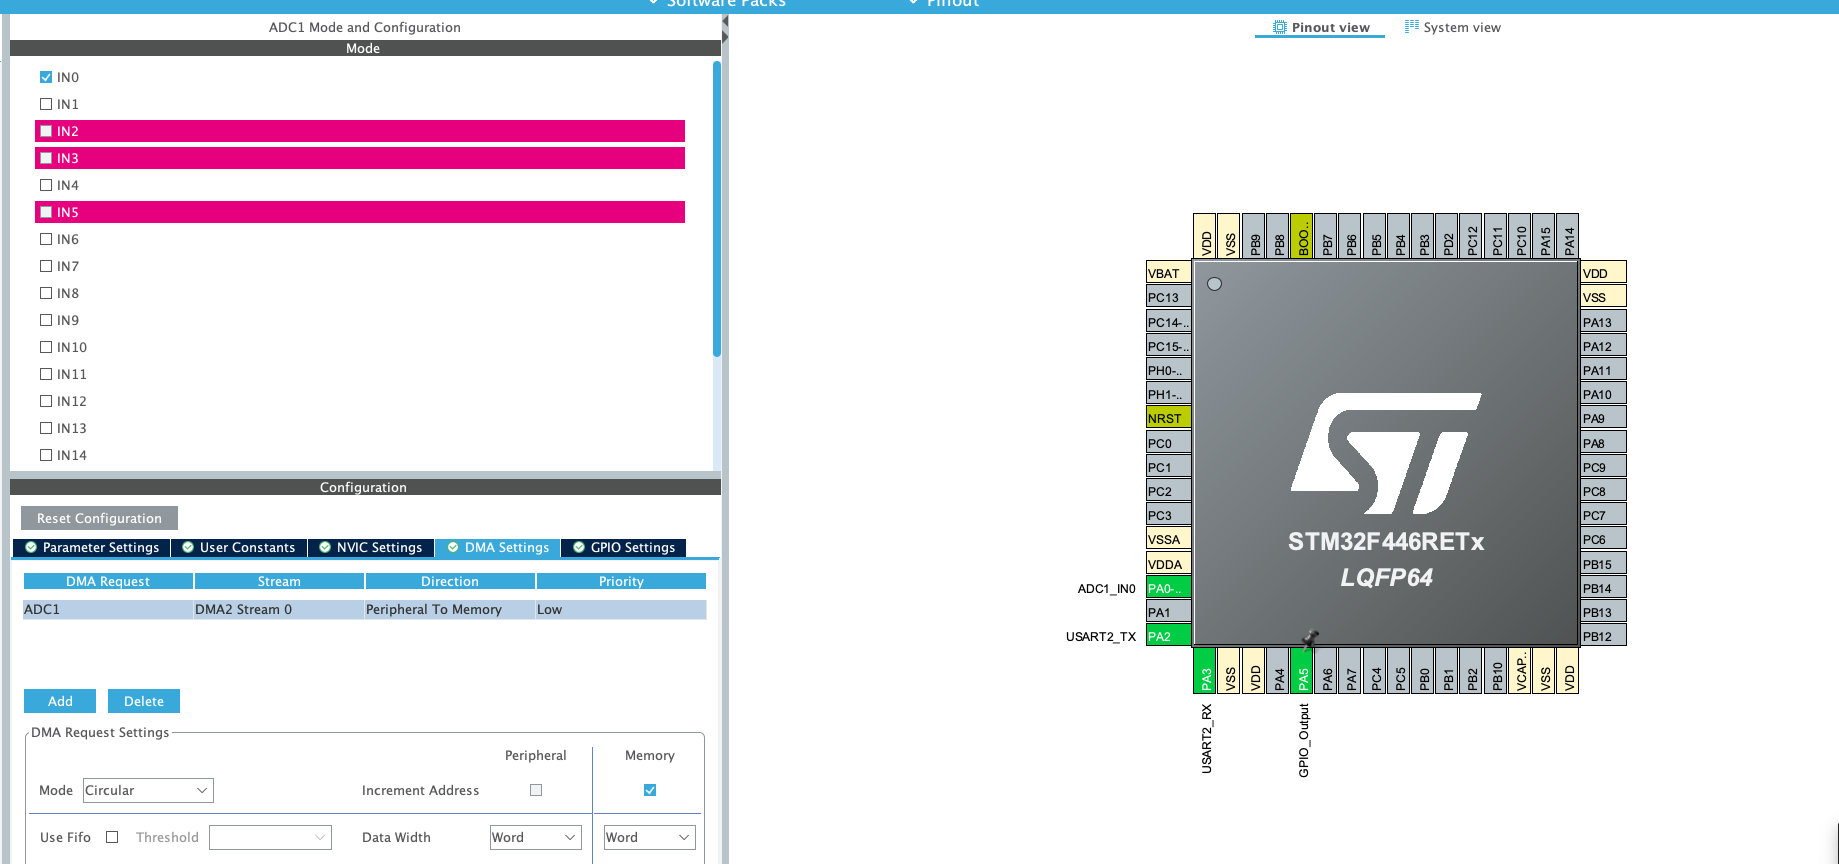 Software Packs
Pinout
ADC1 Mode and Configuration
Mode
IN0
IN1
IN2
IN3
IN4
IN5
IN6
IN7
IN8
IN9
IN10
IN11
IN12
IN13
IN14
Configuration
Reset Configuration
Parameter Settings User Constants NVIC Settings DMA Settings GPIO Settings
DMA Request Stream Direction Priority
ADC1 DMA2 Stream 0 Peripheral To Memory Low
Add Delete
DMA Request Settings
Peripheral Memory
Mode Circular Increment Address
Use Fifo Threshold Data Width Word Word
Pinout view System view
VDD VSS PB9 PB8 BOO.. PB7 PB6 PB5 PB4 PB3 PD2 PC12 PC11 PC10 PA15 PA14
VBAT
PC13
PC14-..
PC15-..
PH0-..
PH1-..
NRST
PC0
PC1
PC2
PC3
VSSA
VDDA
ADC1_IN0 PA0-..
PA1
USART2_TX PA2
STM32F446RETx
LQFP64
VDD
VSS
PA13
PA12
PA11
PA10
PA9
PA8
PC9
PC8
PC7
PC6
PB15
PB14
PB13
PB12
PA3 VSS VDD PA4 PA5 PA6 PA7 PC4 PC5 PB0 PB1 PB2 PB10 VCAP.. VSS VDD
USART2_RX
GPIO_Output